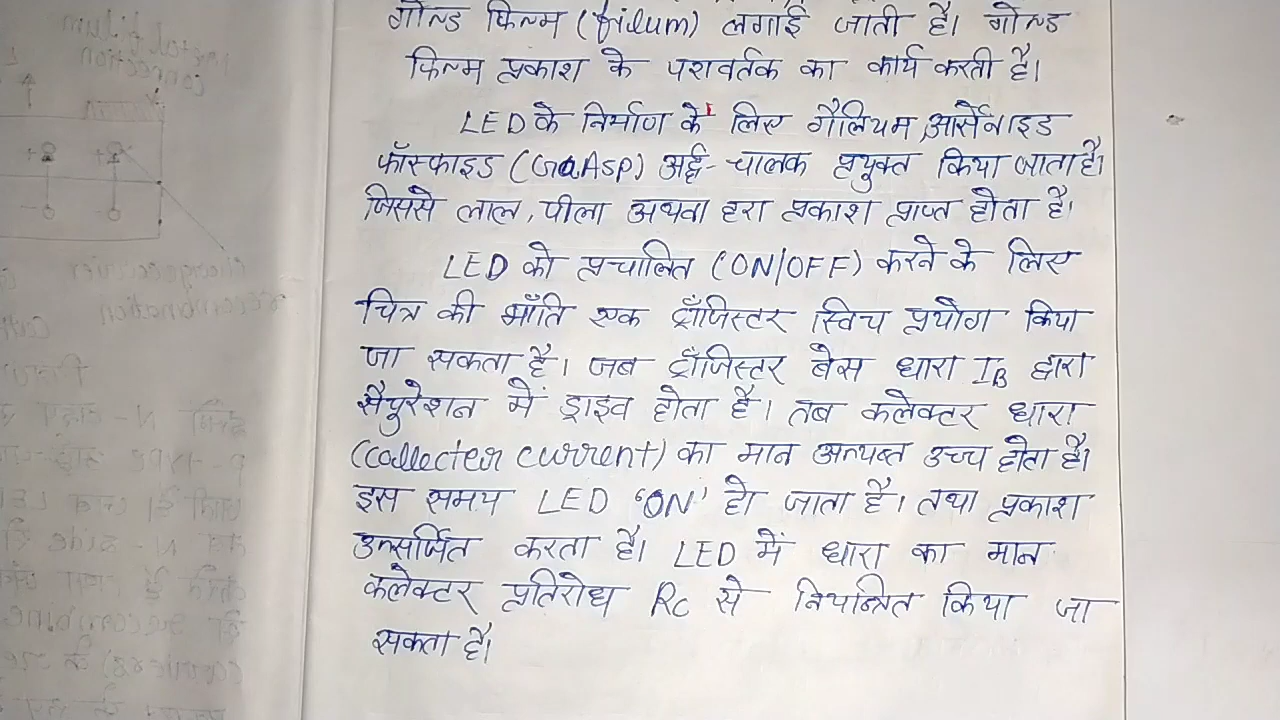 गोल्ड फिल्म (filum) लगाई जाती है। गोल्ड
फिल्म प्रकाश के परावर्तक का कार्य करती है।
LED के निर्माण के लिए गैलियम आर्सेनाइड
फॉस्फाइड (GaAsp) अर्द्ध-चालक प्रयुक्त किया जाता है।
जिससे लाल, पीला अथवा हरा प्रकाश प्राप्त होता है।
LED को प्रचालित (ON/OFF) करने के लिए
चित्र की भाँति एक ट्रॉंजिस्टर स्विच प्रयोग किया
जा सकता है। जब ट्रॉंजिस्टर बेस धारा IB द्वारा
सैचुरेशन में ड्राइव होता है। तब कलेक्टर धारा
(collecter current) का मान अत्यन्त उच्च होता है।
इस समय LED 'ON' हो जाता है। तथा प्रकाश
उत्सर्जित करता है। LED में धारा का मान
कलेक्टर प्रतिरोध Rc से नियन्त्रित किया जा
सकता है।